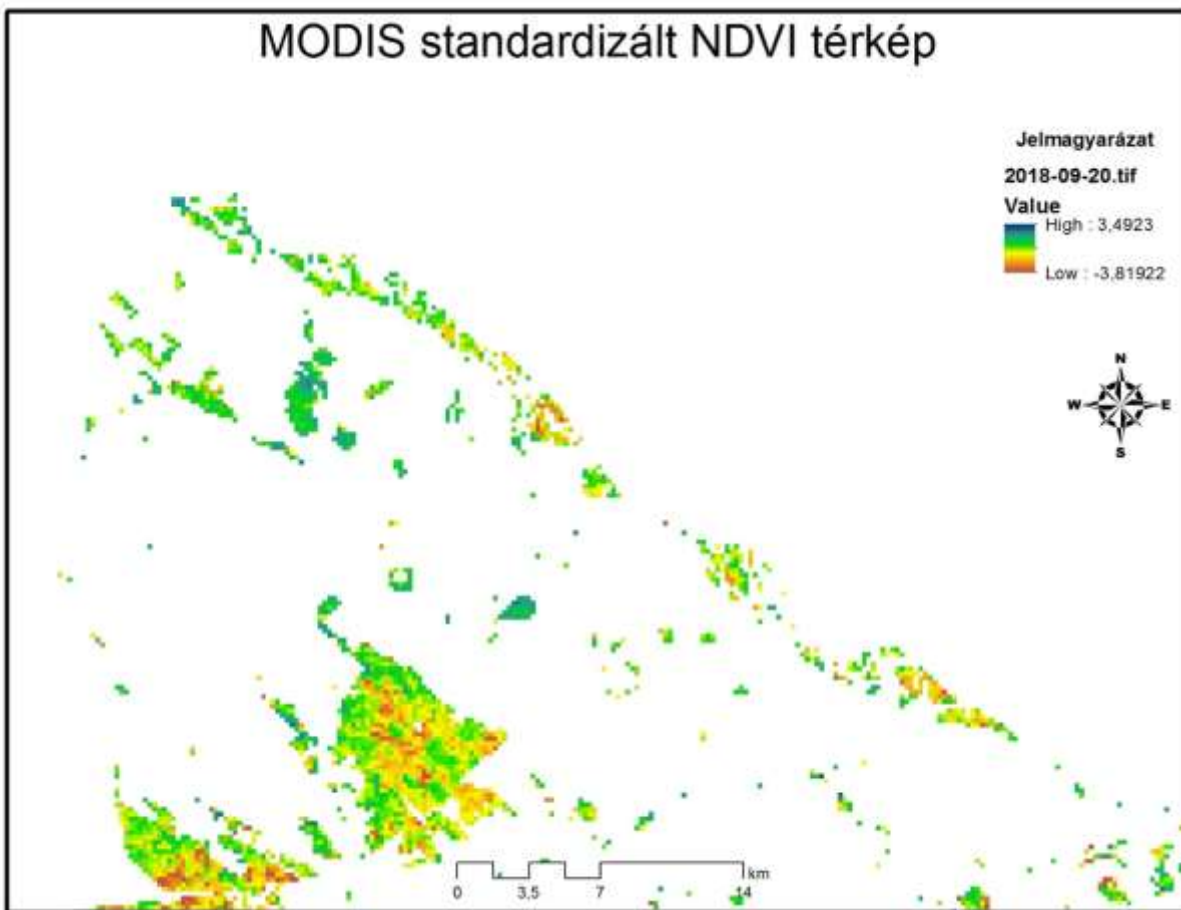 MODIS standardizált NDVI térkép
Jelmagyarázat
2018-09-20.tif
Value
High : 3,4923
Low : -3,81922
N
W E
S
km
0 3,5 7 14